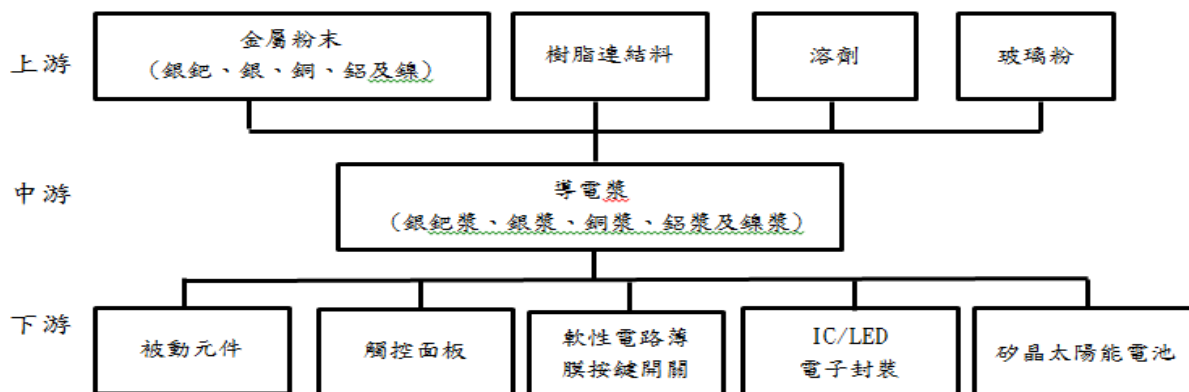 上游
金屬粉末
（銀鈀、銀、銅、鋁及鎳）
樹脂連結料
溶劑
玻璃粉
中游
導電漿
（銀鈀漿、銀漿、銅漿、鋁漿及鎳漿）
下游
被動元件
觸控面板
軟性電路薄
膜按鍵開關
IC/LED
電子封裝
矽晶太陽能電池